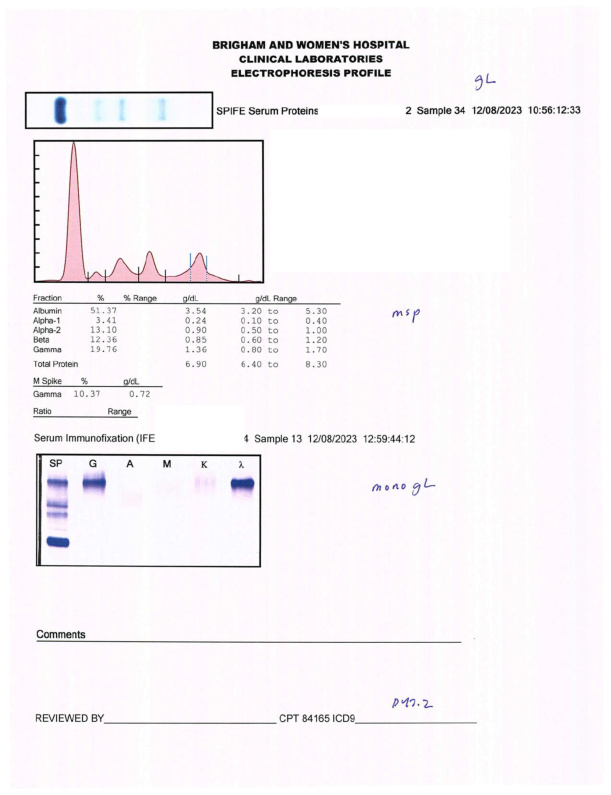 BRIGHAM AND WOMEN'S HOSPITAL
CLINICAL LABORATORIES
ELECTROPHORESIS PROFILE
gL
SPIFE Serum Proteins 2 Sample 34 12/08/2023 10:56:12:33
Fraction % % Range g/dL g/dL Range
Albumin 51.37 3.54 3.20 to 5.30
Alpha-1 3.41 0.24 0.10 to 0.40
Alpha-2 13.10 0.90 0.50 to 1.00
Beta 12.36 0.85 0.60 to 1.20
Gamma 19.76 1.36 0.80 to 1.70
msp
Total Protein 6.90 6.40 to 8.30
M Spike % g/dL
Gamma 10.37 0.72
Ratio Range
Serum Immunofixation (IFE 4 Sample 13 12/08/2023 12:59:44:12
SP G A M K λ
mono gL
Comments
D47.2
REVIEWED BY CPT 84165 ICD9